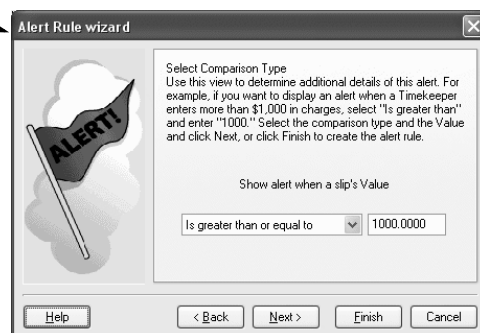 Alert Rule wizard
ALERT!
Select Comparison Type
Use this view to determine additional details of this alert. For
example, if you want to display an alert when a Timekeeper
enters more than $1,000 in charges, select "Is greater than"
and enter "1000." Select the comparison type and the Value
and click Next, or click Finish to create the alert rule.
Show alert when a slip's Value
Is greater than or equal to 1000.0000
Help < Back Next > Finish Cancel